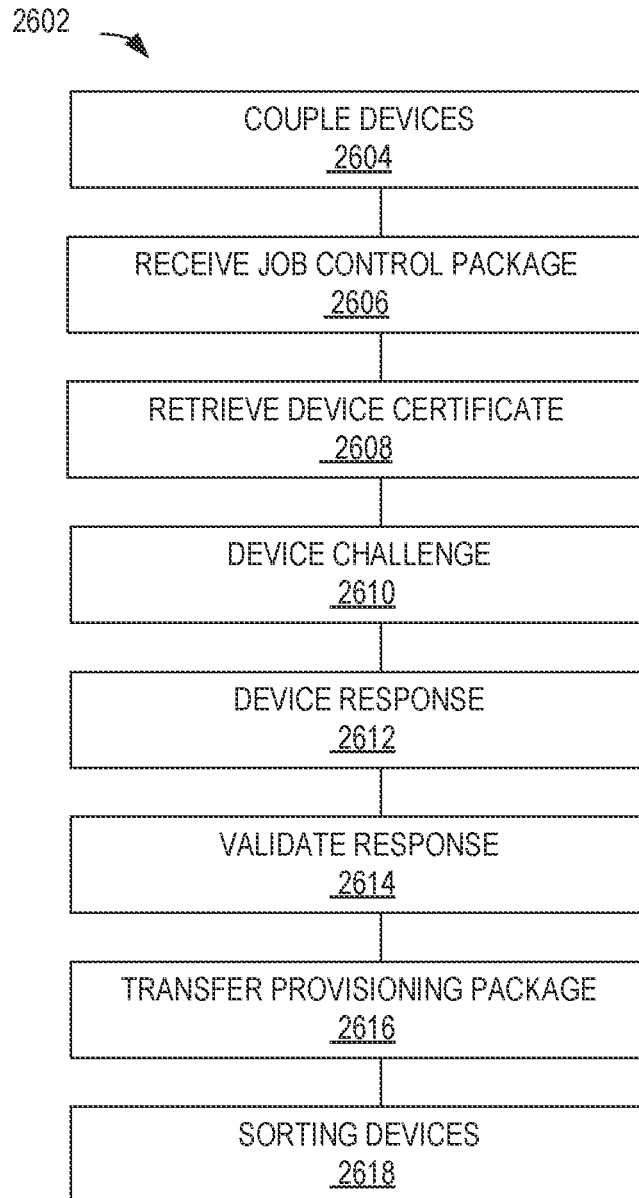 2602
COUPLE DEVICES
2604
RECEIVE JOB CONTROL PACKAGE
2606
RETRIEVE DEVICE CERTIFICATE
2608
DEVICE CHALLENGE
2610
DEVICE RESPONSE
2612
VALIDATE RESPONSE
2614
TRANSFER PROVISIONING PACKAGE
2616
SORTING DEVICES
2618